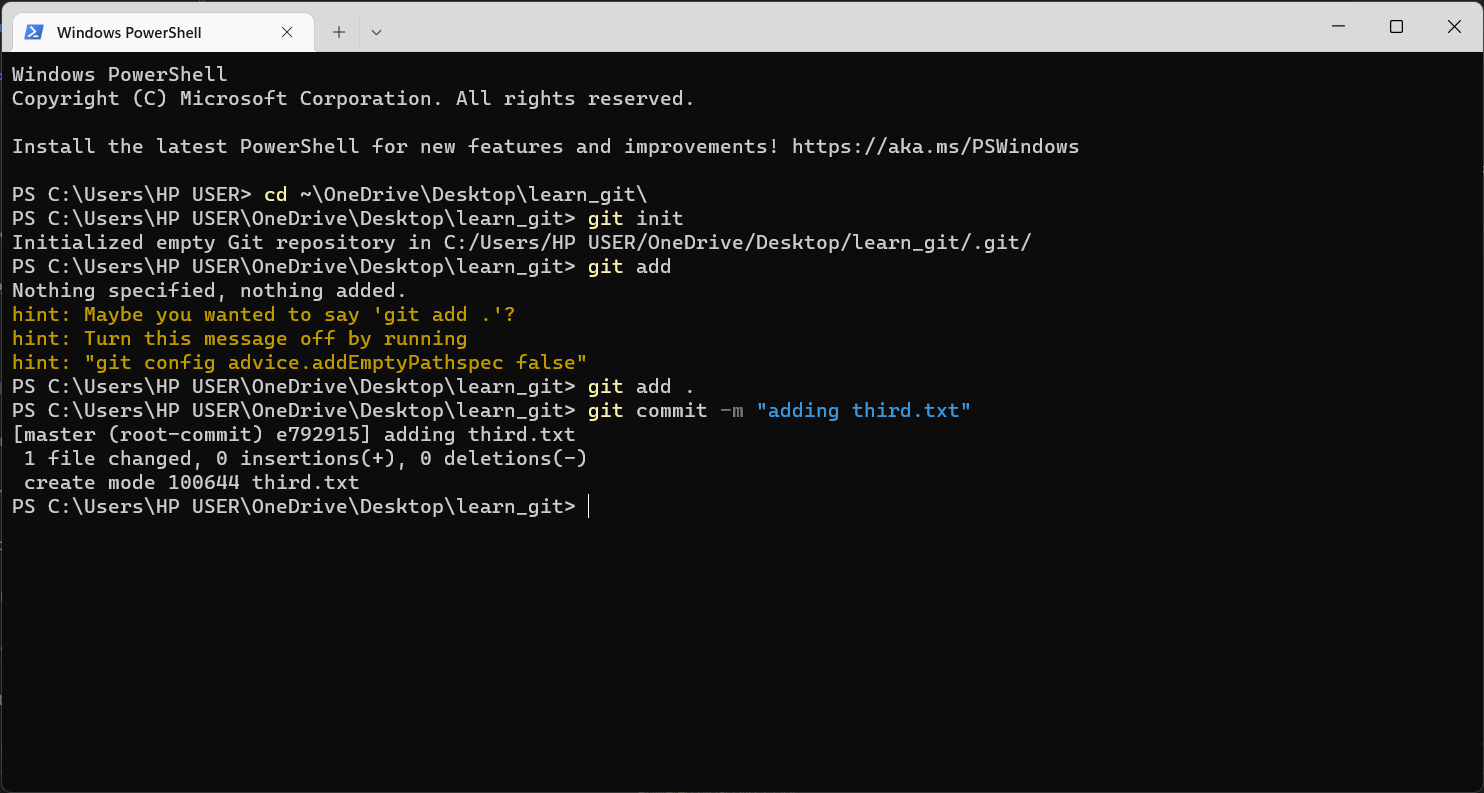 Windows PowerShell
Windows PowerShell
Copyright (C) Microsoft Corporation. All rights reserved.
Install the latest PowerShell for new features and improvements! https://aka.ms/PSWindows
PS C:\Users\HP USER> cd ~\OneDrive\Desktop\learn_git\
PS C:\Users\HP USER\OneDrive\Desktop\learn_git> git init
Initialized empty Git repository in C:/Users/HP USER/OneDrive/Desktop/learn_git/.git/
PS C:\Users\HP USER\OneDrive\Desktop\learn_git> git add
Nothing specified, nothing added.
hint: Maybe you wanted to say 'git add .'?
hint: Turn this message off by running
hint: "git config advice.addEmptyPathspec false"
PS C:\Users\HP USER\OneDrive\Desktop\learn_git> git add .
PS C:\Users\HP USER\OneDrive\Desktop\learn_git> git commit -m "adding third.txt"
[master (root-commit) e792915] adding third.txt
 1 file changed, 0 insertions(+), 0 deletions(-)
 create mode 100644 third.txt
PS C:\Users\HP USER\OneDrive\Desktop\learn_git>